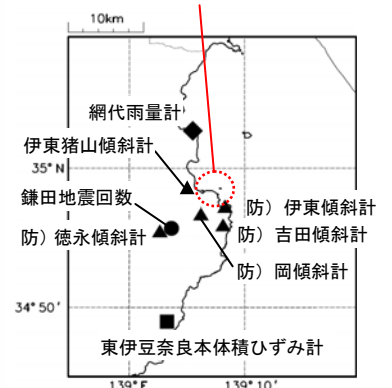 10km
網代雨量計
伊東猪山傾斜計
35° N
鎌田地震回数
防）伊東傾斜計
防）徳永傾斜計
防）吉田傾斜計
防）岡傾斜計
34° 50'
東伊豆奈良本体積ひずみ計
139° E
139° 10'